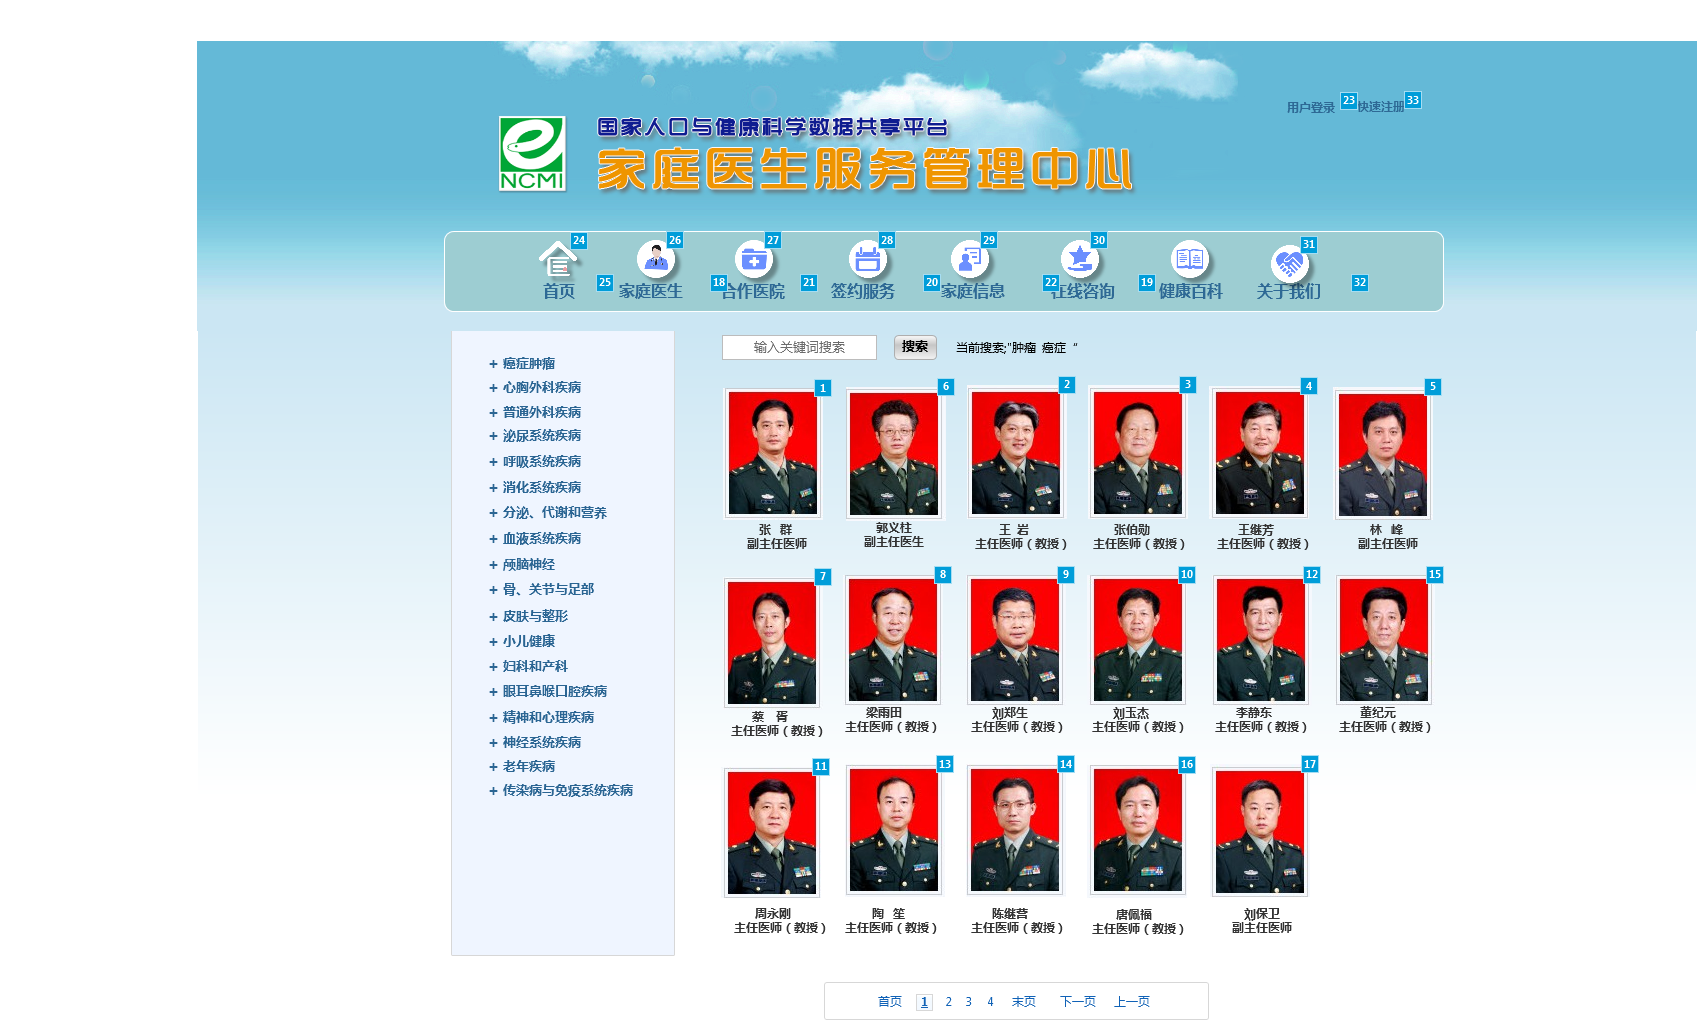 用户登录 23 快速注册 33
国家人口与健康科学数据共享平台
NCMI 家庭医生服务管理中心
24 26 27 28 29 30 31
首页 25 家庭医生 18 合作医院 21 签约服务 20 家庭信息 22 在线咨询 19 健康百科 关于我们 32
+ 癌症肿瘤
+ 心胸外科疾病
+ 普通外科疾病
+ 泌尿系统疾病
+ 呼吸系统疾病
+ 消化系统疾病
+ 分泌、代谢和营养
+ 血液系统疾病
+ 颅脑神经
+ 骨、关节与足部
+ 皮肤与整形
+ 小儿健康
+ 妇科和产科
+ 眼耳鼻喉口腔疾病
+ 精神和心理疾病
+ 神经系统疾病
+ 老年疾病
+ 传染病与免疫系统疾病
输入关键词搜索 搜索 当前搜索;"肿瘤 癌症 "
1 6 2 3 4 5
张 群 郭义柱 王 岩 张伯勋 王继芳 林 峰
副主任医师 副主任医生 主任医师（教授） 主任医师（教授） 主任医师（教授） 副主任医师
7 8 9 10 12 15
蔡 胥 梁雨田 刘郑生 刘玉杰 李静东 董纪元
主任医师（教授） 主任医师（教授） 主任医师（教授） 主任医师（教授） 主任医师（教授） 主任医师（教授）
11 13 14 16 17
周永刚 陶 笙 陈继营 唐佩福 刘保卫
主任医师（教授） 主任医师（教授） 主任医师（教授） 主任医师（教授） 副主任医师
首页 1 2 3 4 末页 下一页 上一页